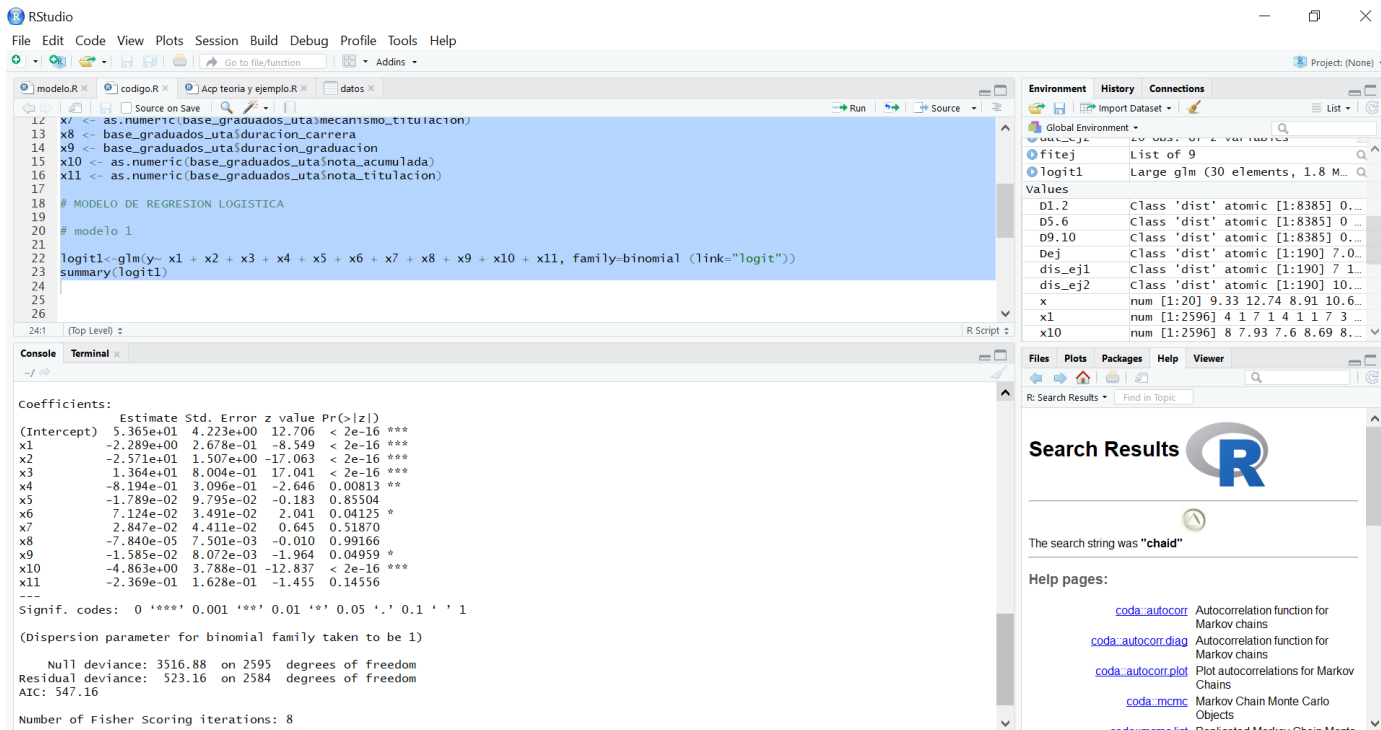 RStudio
File Edit Code View Plots Session Build Debug Profile Tools Help
Go to file/function
Addins
Project: (None)
modelo.R
codigo.R
Acp teoria y ejemplo.R
datos
Source on Save
Run
Source
12 x7 <- as.numeric(base_graduados_uta$mecanismo_titulacion)
13 x8 <- base_graduados_uta$duracion_carrera
14 x9 <- base_graduados_uta$duracion_graduacion
15 x10 <- as.numeric(base_graduados_uta$nota_acumulada)
16 x11 <- as.numeric(base_graduados_uta$nota_titulacion)
17
18 # MODELO DE REGRESION LOGISTICA
19
20 # modelo 1
21
22 logit1<-glm(y~ x1 + x2 + x3 + x4 + x5 + x6 + x7 + x8 + x9 + x10 + x11, family=binomial (link="logit"))
23 summary(logit1)
24
25
26
24:1 (Top Level)
R Script
Console Terminal
~/
Coefficients:
Estimate Std. Error z value Pr(>|z|)
(Intercept) 5.365e+01 4.223e+00 12.706 < 2e-16 ***
x1 -2.289e+00 2.678e-01 -8.549 < 2e-16 ***
x2 -2.571e+01 1.507e+00 -17.063 < 2e-16 ***
x3 1.364e+01 8.004e-01 17.041 < 2e-16 ***
x4 -8.194e-01 3.096e-01 -2.646 0.00813 **
x5 -1.789e-02 9.795e-02 -0.183 0.85504
x6 7.124e-02 3.491e-02 2.041 0.04125 *
x7 2.847e-02 4.411e-02 0.645 0.51870
x8 -7.840e-05 7.501e-03 -0.010 0.99166
x9 -1.585e-02 8.072e-03 -1.964 0.04959 *
x10 -4.863e+00 3.788e-01 -12.837 < 2e-16 ***
x11 -2.369e-01 1.628e-01 -1.455 0.14556
---
Signif. codes: 0 ‘***’ 0.001 ‘**’ 0.01 ‘*’ 0.05 ‘.’ 0.1 ‘ ’ 1
(Dispersion parameter for binomial family taken to be 1)
Null deviance: 3516.88 on 2595 degrees of freedom
Residual deviance: 523.16 on 2584 degrees of freedom
AIC: 547.16
Number of Fisher Scoring iterations: 8
Environment History Connections
Import Dataset
List
Global Environment
fitej List of 9
logit1 Large glm (30 elements, 1.8 M…
Values
D1.2 Class 'dist' atomic [1:8385] 0.…
D5.6 Class 'dist' atomic [1:8385] 0 …
D9.10 Class 'dist' atomic [1:8385] 0.…
Dej Class 'dist' atomic [1:190] 7.0…
dis_ej1 Class 'dist' atomic [1:190] 7 1…
dis_ej2 Class 'dist' atomic [1:190] 10.…
x num [1:20] 9.33 12.74 8.91 10.6…
x1 num [1:2596] 4 1 7 1 4 1 1 7 3 …
x10 num [1:2596] 8 7.93 7.6 8.69 8.…
Files Plots Packages Help Viewer
R: Search Results
Find in Topic
Search Results
R
The search string was "chaid"
Help pages:
coda::autocorr Autocorrelation function for Markov chains
coda::autocorr.diag Autocorrelation function for Markov chains
coda::autocorr.plot Plot autocorrelations for Markov Chains
coda::mcmc Markov Chain Monte Carlo Objects